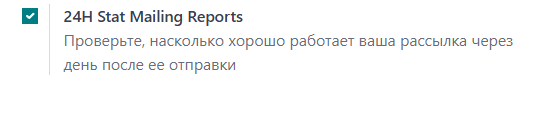 24H Stat Mailing Reports
Проверьте, насколько хорошо работает ваша рассылка через
день после ее отправки